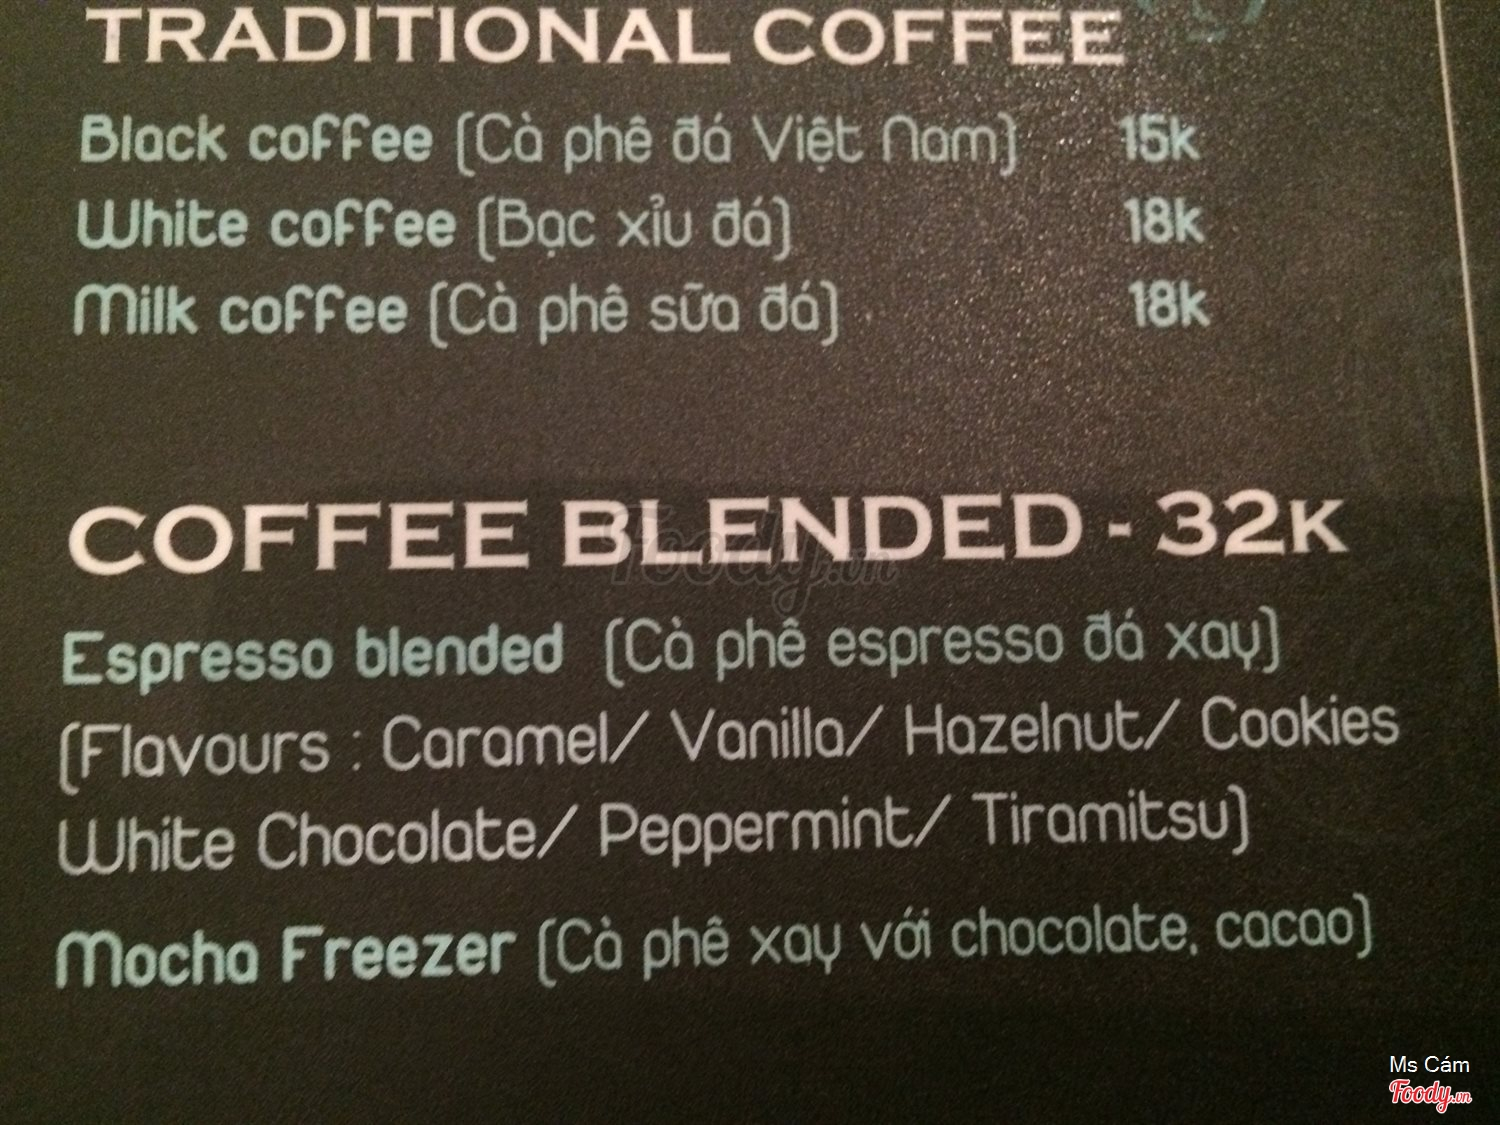 TRADITIONAL COFFEE
Black coffee (Cà phê đá Việt Nam) 15k
White coffee (Bạc xỉu đá) 18k
Milk coffee (Cà phê sữa đá) 18k
COFFEE BLENDED - 32K
Foody.vn
Espresso blended (Cà phê espresso đá xay)
(Flavours : Caramel/ Vanilla/ Hazelnut/ Cookies
White Chocolate/ Peppermint/ Tiramitsu)
Mocha Freezer (Cà phê xay với chocolate, cacao)
Ms Cám
Foody.vn